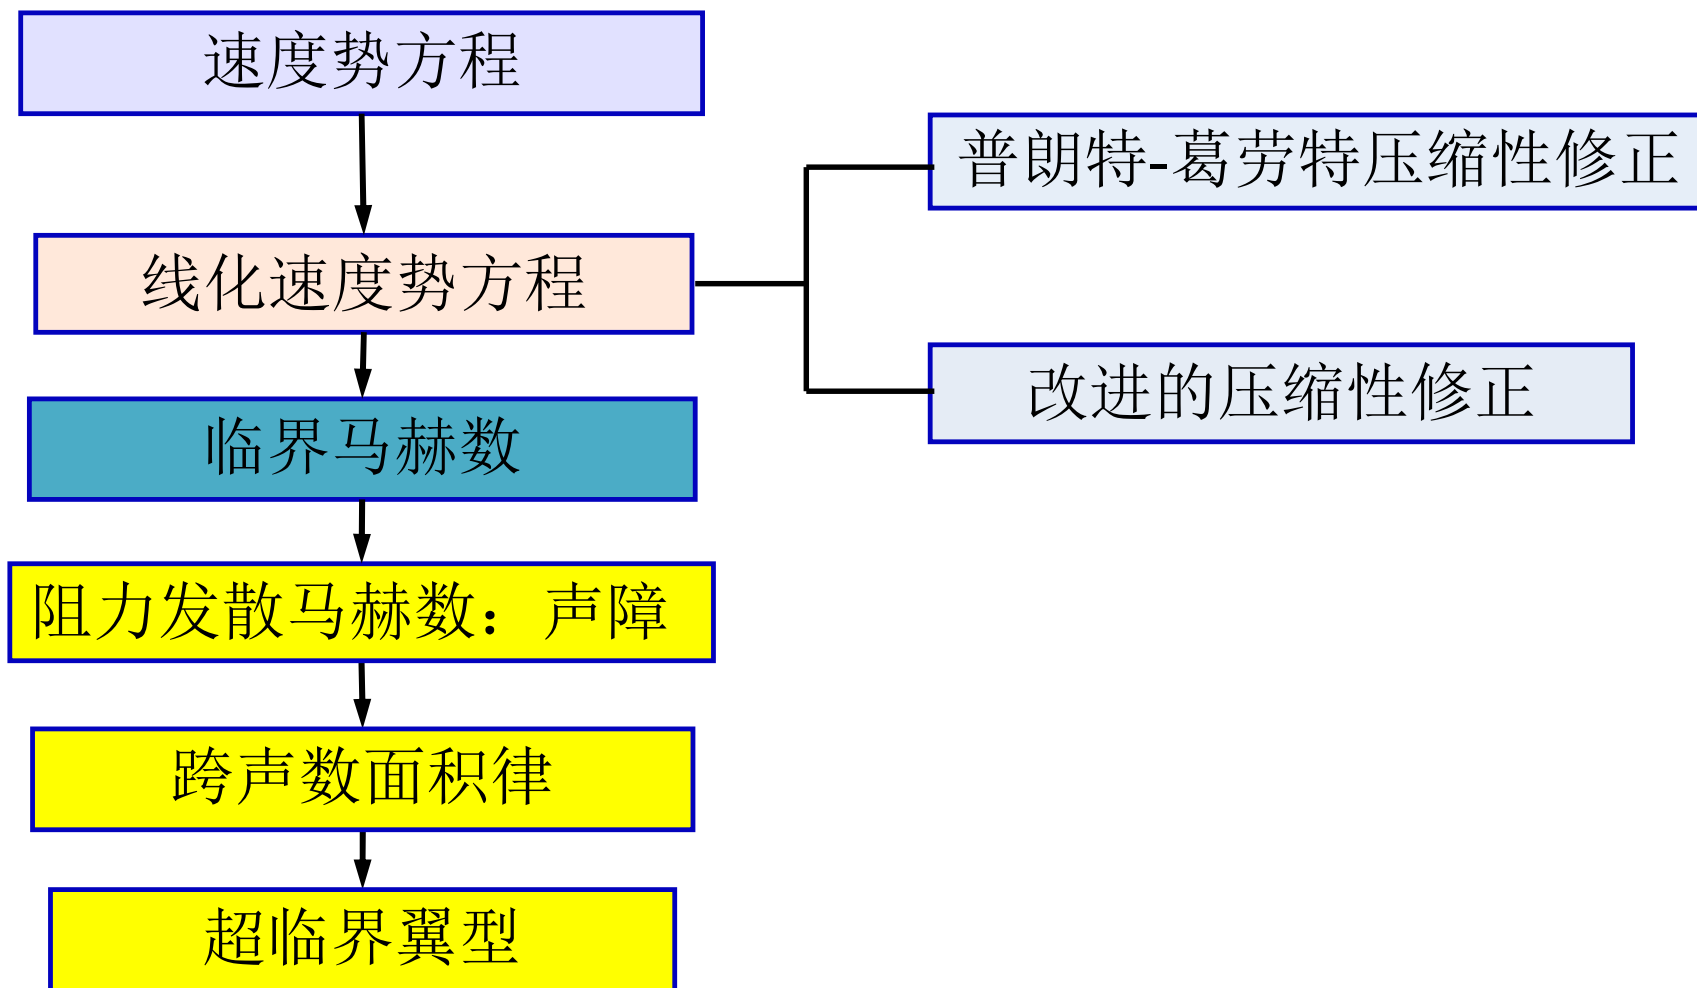 速度势方程
普朗特-葛劳特压缩性修正
线化速度势方程
改进的压缩性修正
临界马赫数
阻力发散马赫数：声障
跨声数面积律
超临界翼型